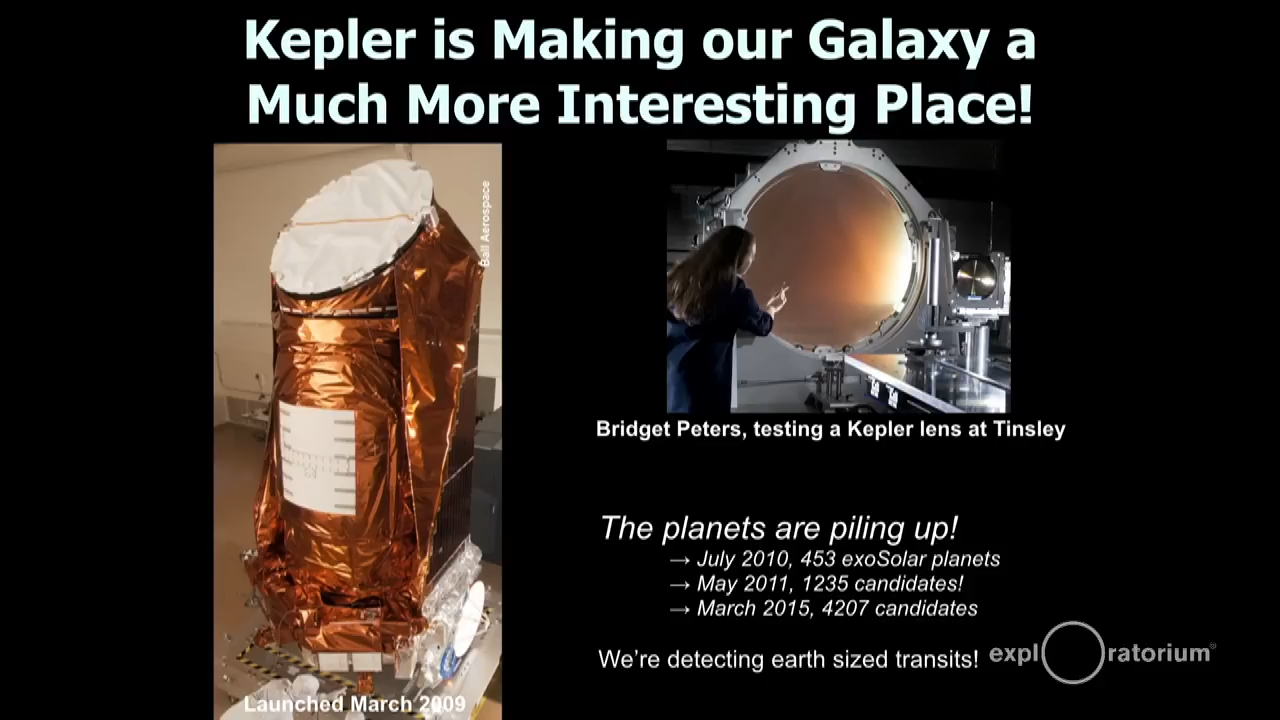 Kepler is Making our Galaxy a
Much More Interesting Place!
Ball Aerospace
Bridget Peters, testing a Kepler lens at Tinsley
The planets are piling up!
→ July 2010, 453 exoSolar planets
→ May 2011, 1235 candidates!
→ March 2015, 4207 candidates
We're detecting earth sized transits!
expl ratorium®
Launched March 2009